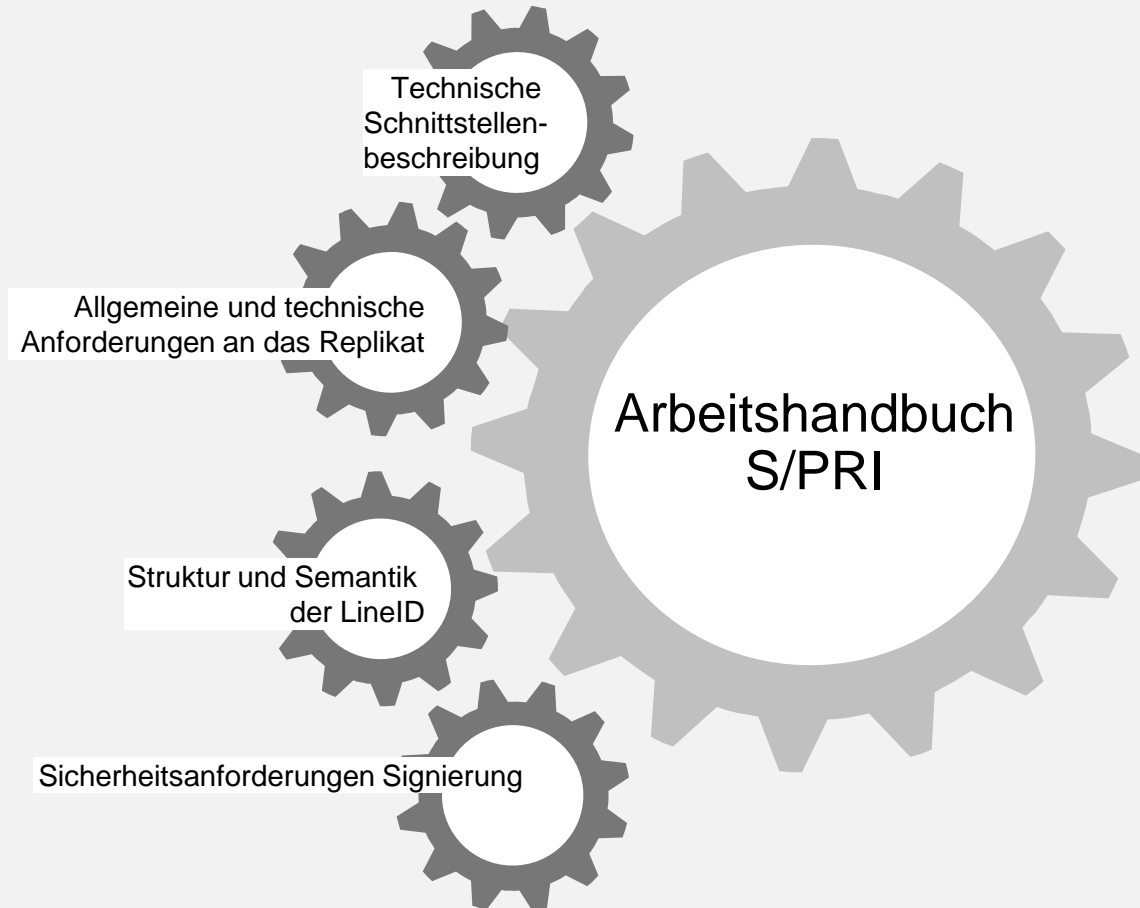 Technische
Schnittstellen-
beschreibung
Allgemeine und technische
Anforderungen an das Replikat
Arbeitshandbuch
S/PRI
Struktur und Semantik
der LineID
Sicherheitsanforderungen Signierung